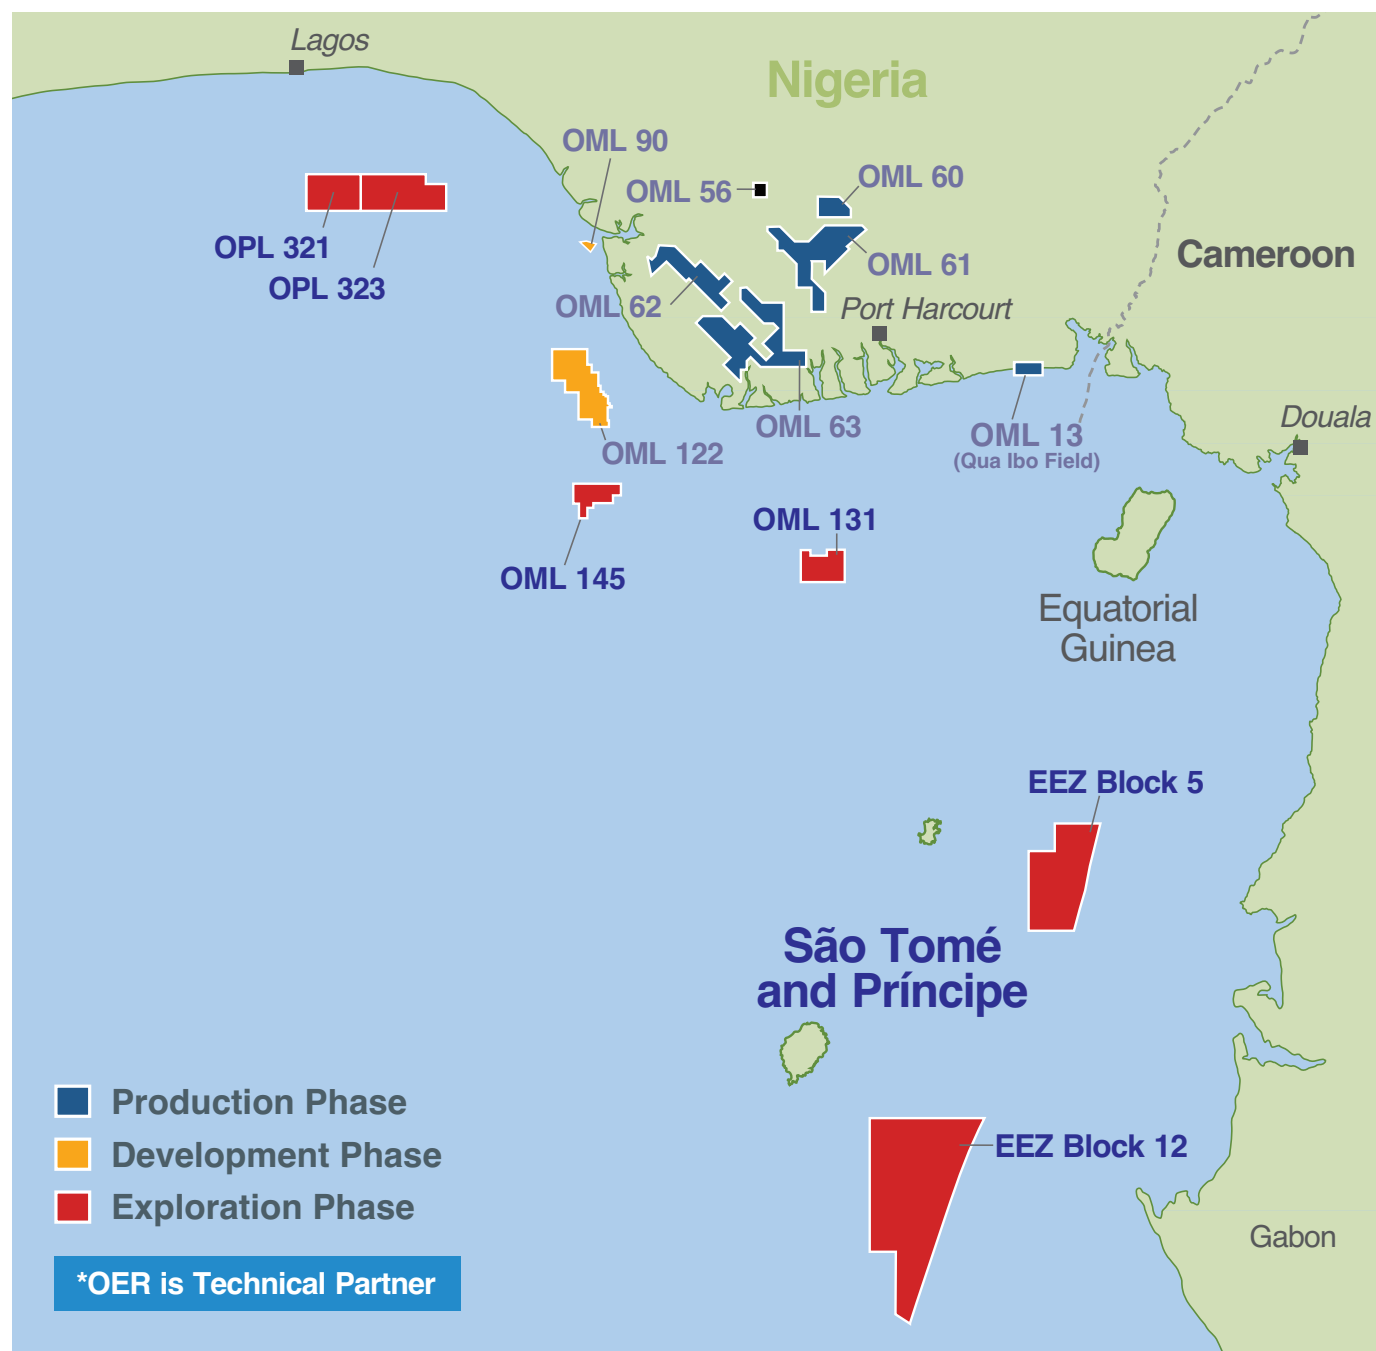 Lagos
Nigeria
OML 90
OML 56
OML 60
OPL 321
OML 61
Cameroon
OPL 323
OML 62
Port Harcourt
OML 63
OML 13
(Qua Ibo Field)
Douala
OML 122
OML 131
OML 145
Equatorial
Guinea
EEZ Block 5
São Tomé
and Príncipe
Production Phase
Development Phase
Exploration Phase
EEZ Block 12
Gabon
*OER is Technical Partner